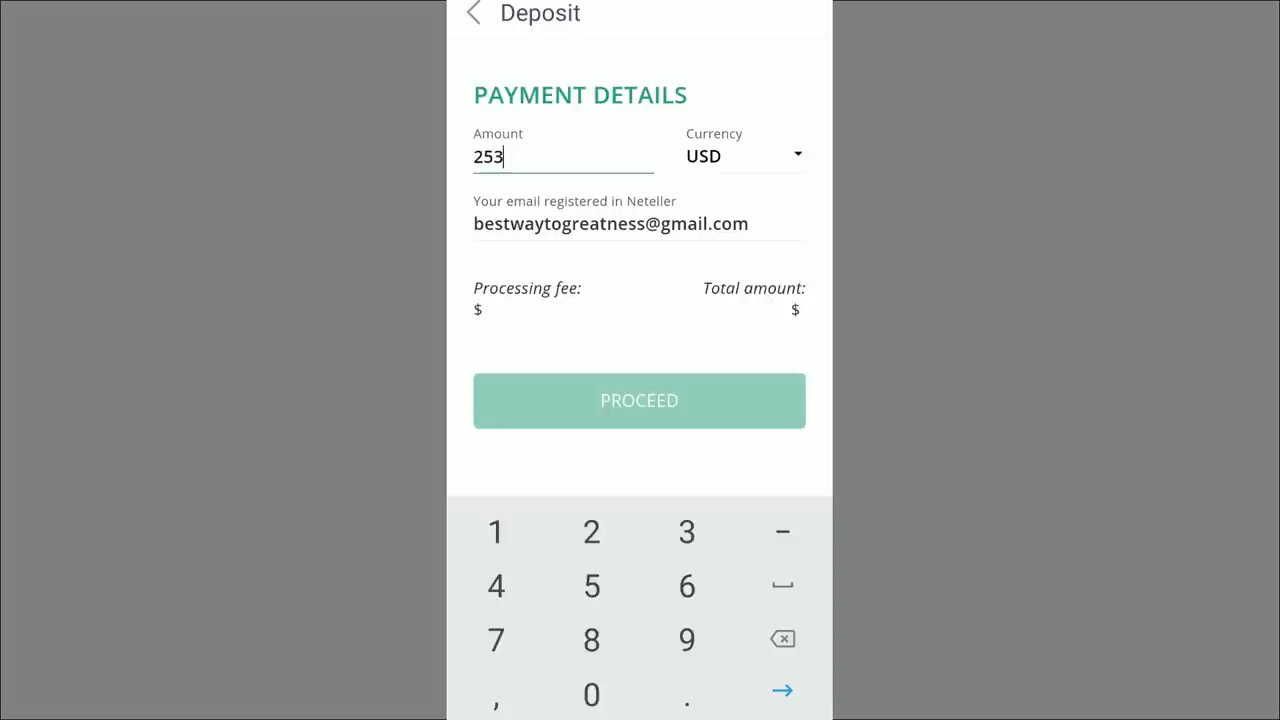 Deposit
PAYMENT DETAILS
Amount
Currency
253
USD
Your email registered in Neteller
bestwaytogreatness@gmail.com
Processing fee:
Total amount:
$
$
PROCEED
1 2 3 -
4 5 6
7 8 9
, 0 .